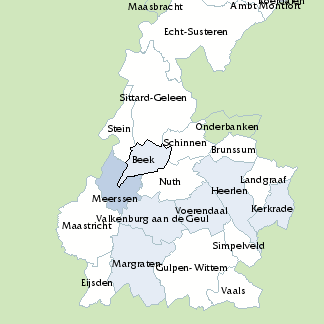 Maasbracht
Ambt Montfort
Echt-Susteren
Sittard-Geleen
Stein
Onderbanken
Schinnen
Brunssum
Beek
Nuth
Landgraaf
Heerlen
Meerssen
Voerendaal
Kerkrade
Valkenburg aan de Geul
Maastricht
Simpelveld
Margraten
Gulpen-Wittem
Eijsden
Vaals